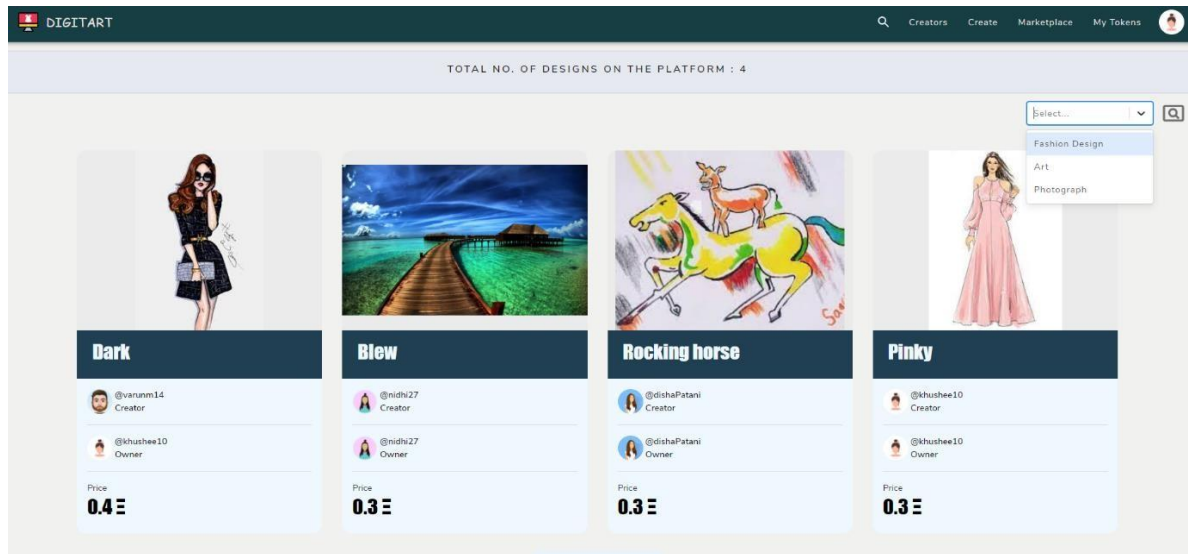 DIGITART
Creators Create Marketplace My Tokens
TOTAL NO. OF DESIGNS ON THE PLATFORM : 4
Select...
Fashion Design
Art
Photograph
Dark
@varunm14
Creator
@khushee10
Owner
Price
0.4 Ξ
Blew
@nidhi27
Creator
@nidhi27
Owner
Price
0.3 Ξ
Rocking horse
@dishaPatani
Creator
@dishaPatani
Owner
Price
0.3 Ξ
Pinky
@khushee10
Creator
@khushee10
Owner
Price
0.3 Ξ